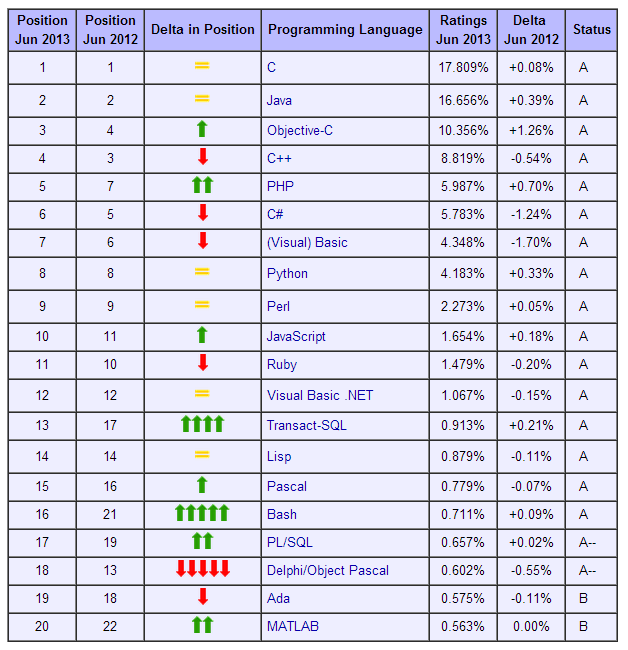 Position Jun 2013 Position Jun 2012 Delta in Position Programming Language Ratings Jun 2013 Delta Jun 2012 Status
1 1 C 17.809% +0.08% A
2 2 Java 16.656% +0.39% A
3 4 Objective-C 10.356% +1.26% A
4 3 C++ 8.819% -0.54% A
5 7 PHP 5.987% +0.70% A
6 5 C# 5.783% -1.24% A
7 6 (Visual) Basic 4.348% -1.70% A
8 8 Python 4.183% +0.33% A
9 9 Perl 2.273% +0.05% A
10 11 JavaScript 1.654% +0.18% A
11 10 Ruby 1.479% -0.20% A
12 12 Visual Basic .NET 1.067% -0.15% A
13 17 Transact-SQL 0.913% +0.21% A
14 14 Lisp 0.879% -0.11% A
15 16 Pascal 0.779% -0.07% A
16 21 Bash 0.711% +0.09% A
17 19 PL/SQL 0.657% +0.02% A--
18 13 Delphi/Object Pascal 0.602% -0.55% A--
19 18 Ada 0.575% -0.11% B
20 22 MATLAB 0.563% 0.00% B